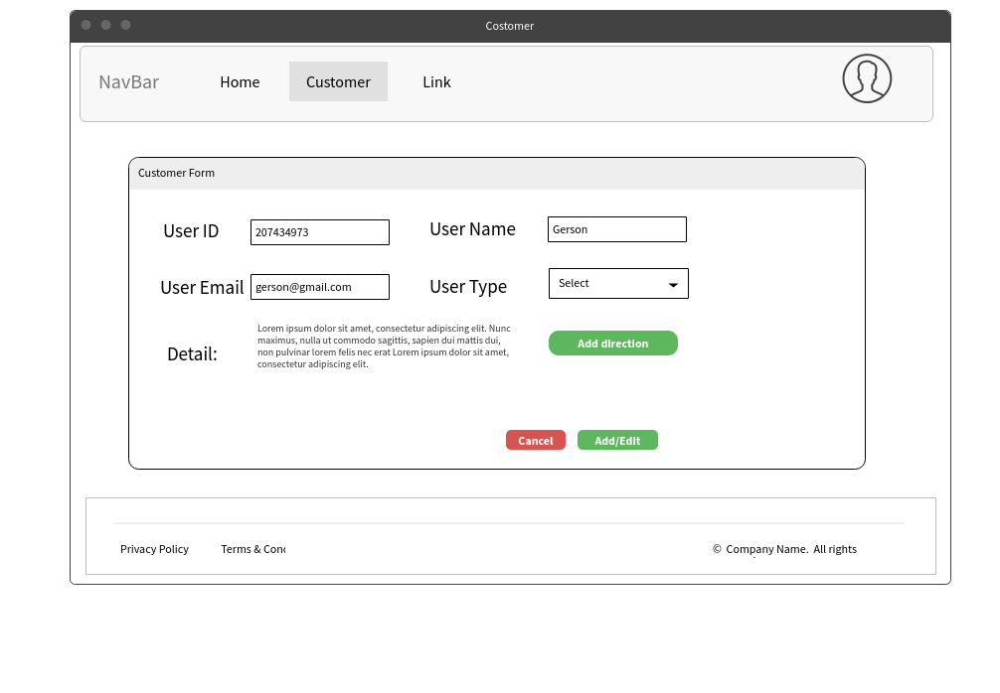 Costomer
NavBar Home Customer Link
Customer Form
User ID 207434973 User Name Gerson
User Email gerson@gmail.com User Type Select
Detail:
Lorem ipsum dolor sit amet, consectetur adipiscing elit. Nunc
maximus, nulla ut commodo sagittis, sapien dui mattis dui,
non pulvinar lorem felis nec erat Lorem ipsum dolor sit amet,
consectetur adipiscing elit.
Add direction
Cancel Add/Edit
Privacy Policy Terms & © Company Name. All rights